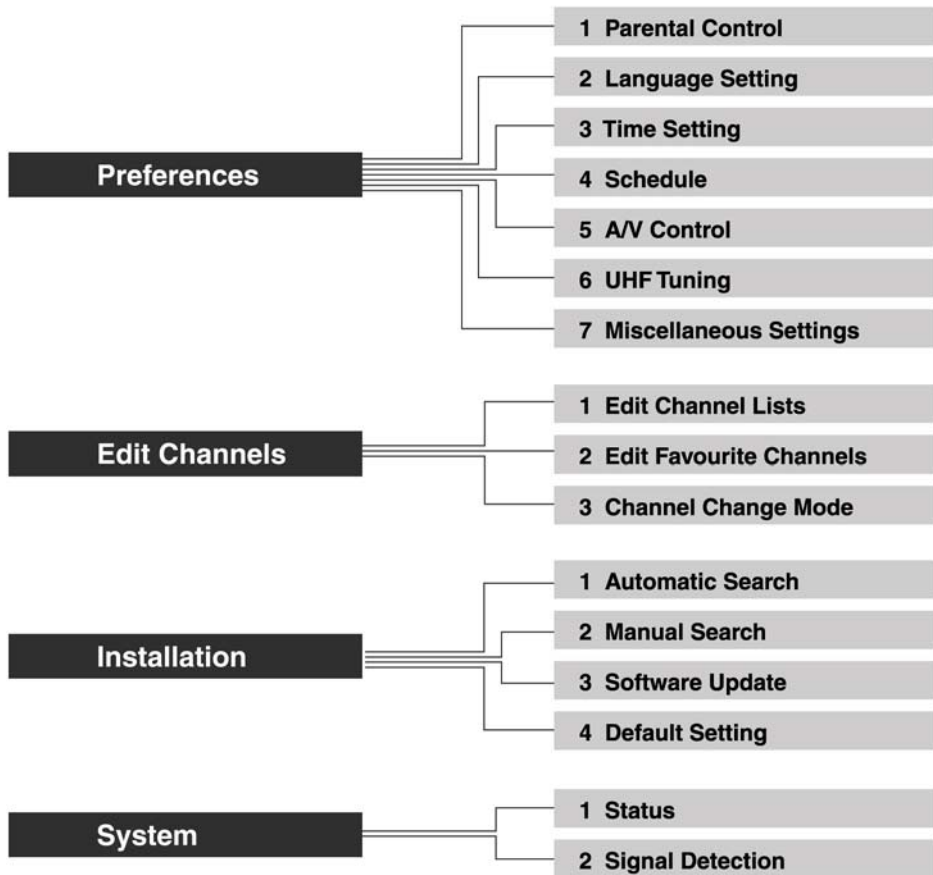 Preferences
1 Parental Control
2 Language Setting
3 Time Setting
4 Schedule
5 A/V Control
6 UHF Tuning
7 Miscellaneous Settings
Edit Channels
1 Edit Channel Lists
2 Edit Favourite Channels
3 Channel Change Mode
Installation
1 Automatic Search
2 Manual Search
3 Software Update
4 Default Setting
System
1 Status
2 Signal Detection